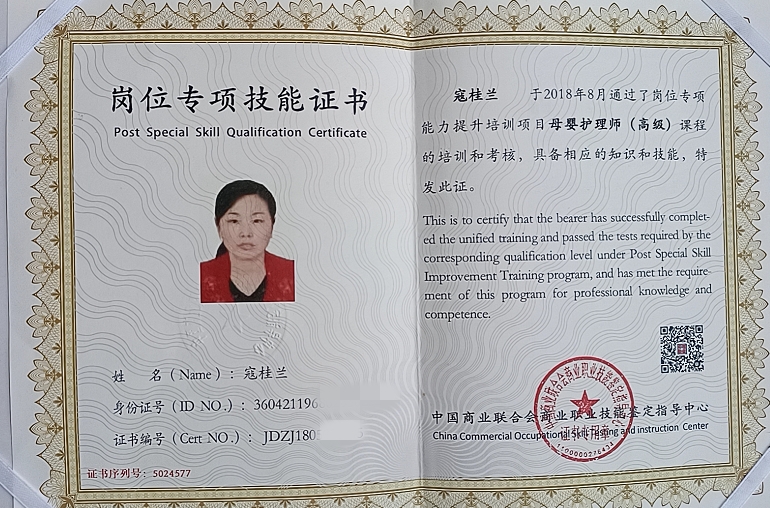 岗位专项技能证书
Post Special Skill Qualification Certificate
姓 名（Name）：寇桂兰
身份证号（ID NO.）：360421196
证书编号（Cert NO.）：JDZJ180
证书序列号：5024577
寇桂兰 于2018年8月通过了岗位专项
能力提升培训项目母婴护理师（高级）课程
的培训和考核，具备相应的知识和技能，特
发此证。
This is to certify that the bearer has successfully complet-
ed the unified training and passed the tests required by the
corresponding qualification level under Post Special Skill
Improvement Training program, and has met the require-
ment of this program for professional knowledge and
competence.
中国商业联合会商业职业技能鉴定指导中心
China Commercial Occupational Skill Testing and instruction Center
证书专用章
1100000276434